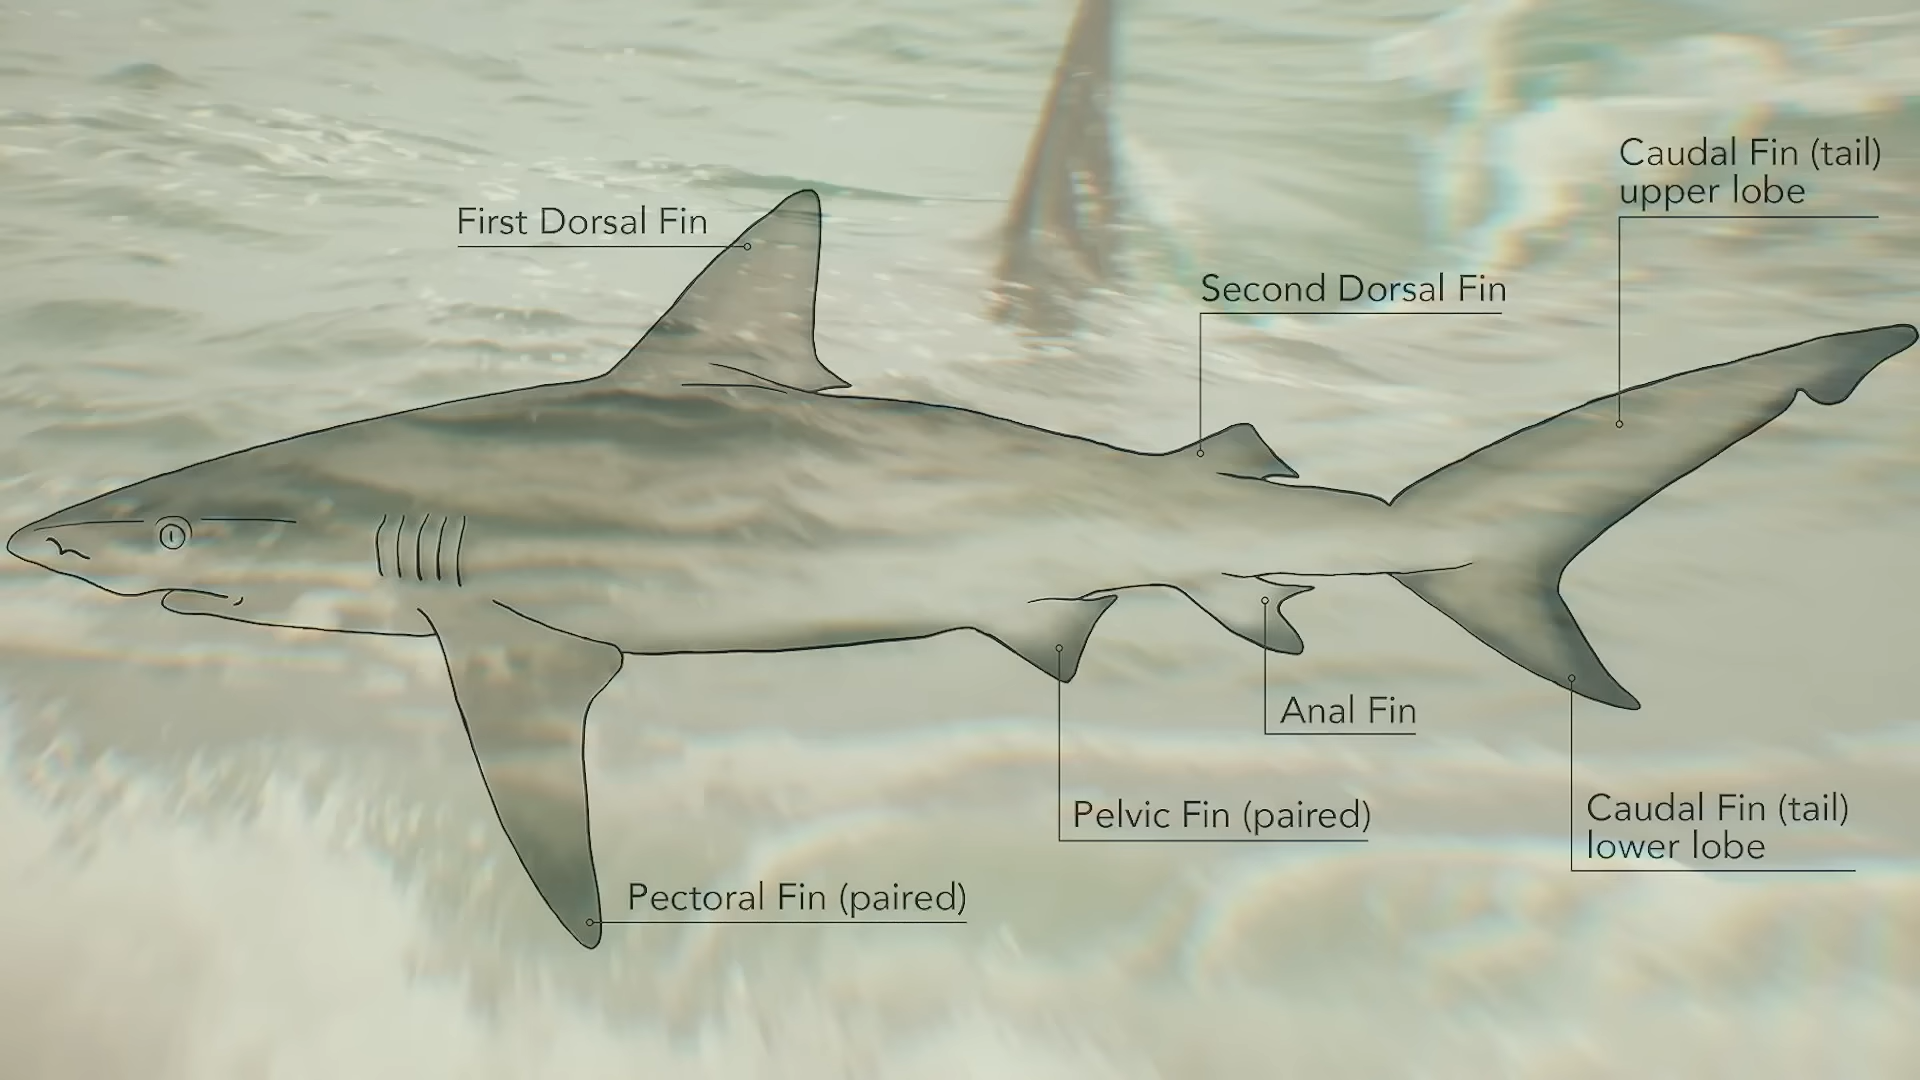 Caudal Fin (tail)
upper lobe
First Dorsal Fin
Second Dorsal Fin
Anal Fin
Pelvic Fin (paired)
Caudal Fin (tail)
lower lobe
Pectoral Fin (paired)